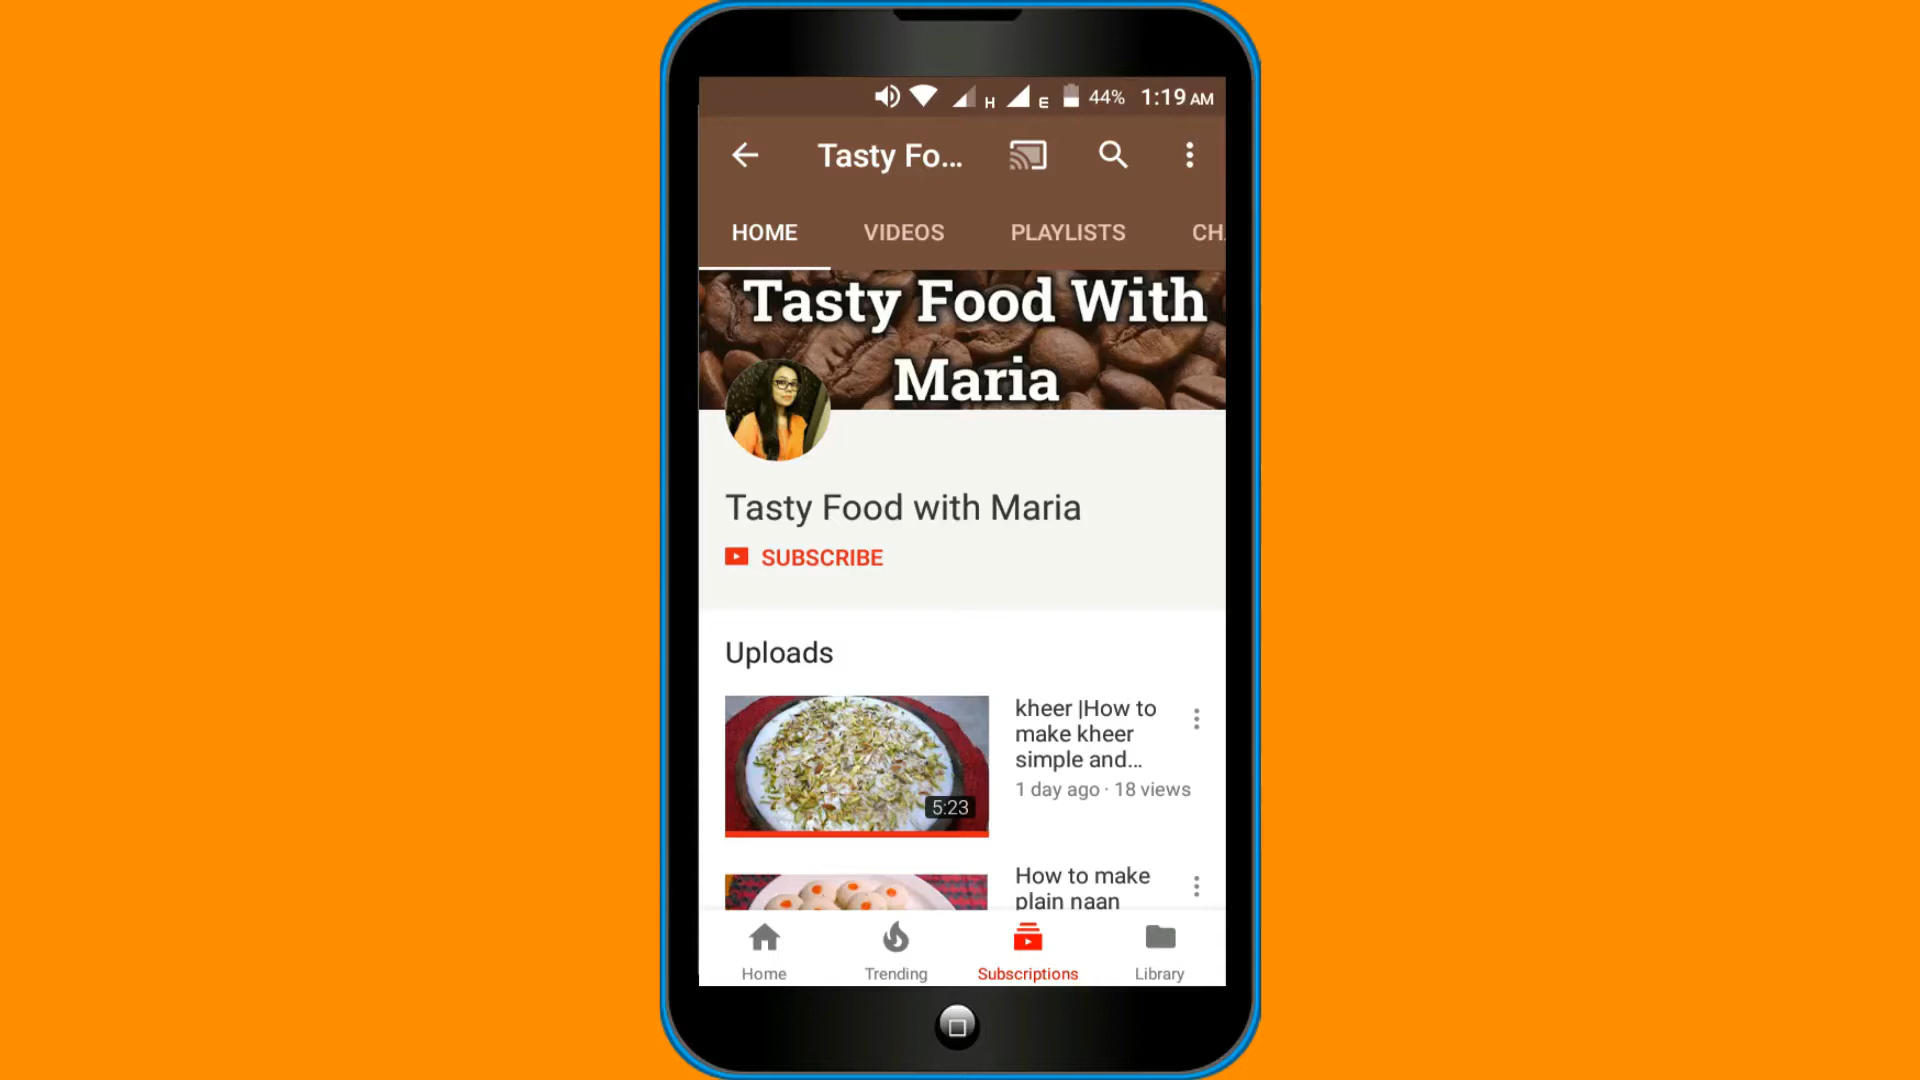 H E 44% 1:19 AM
Tasty Fo...
HOME VIDEOS PLAYLISTS CH
Tasty Food With
Maria
Tasty Food with Maria
SUBSCRIBE
Uploads
kheer |How to
make kheer
simple and...
1 day ago · 18 views
5:23
How to make
plain naan
Home Trending Subscriptions Library